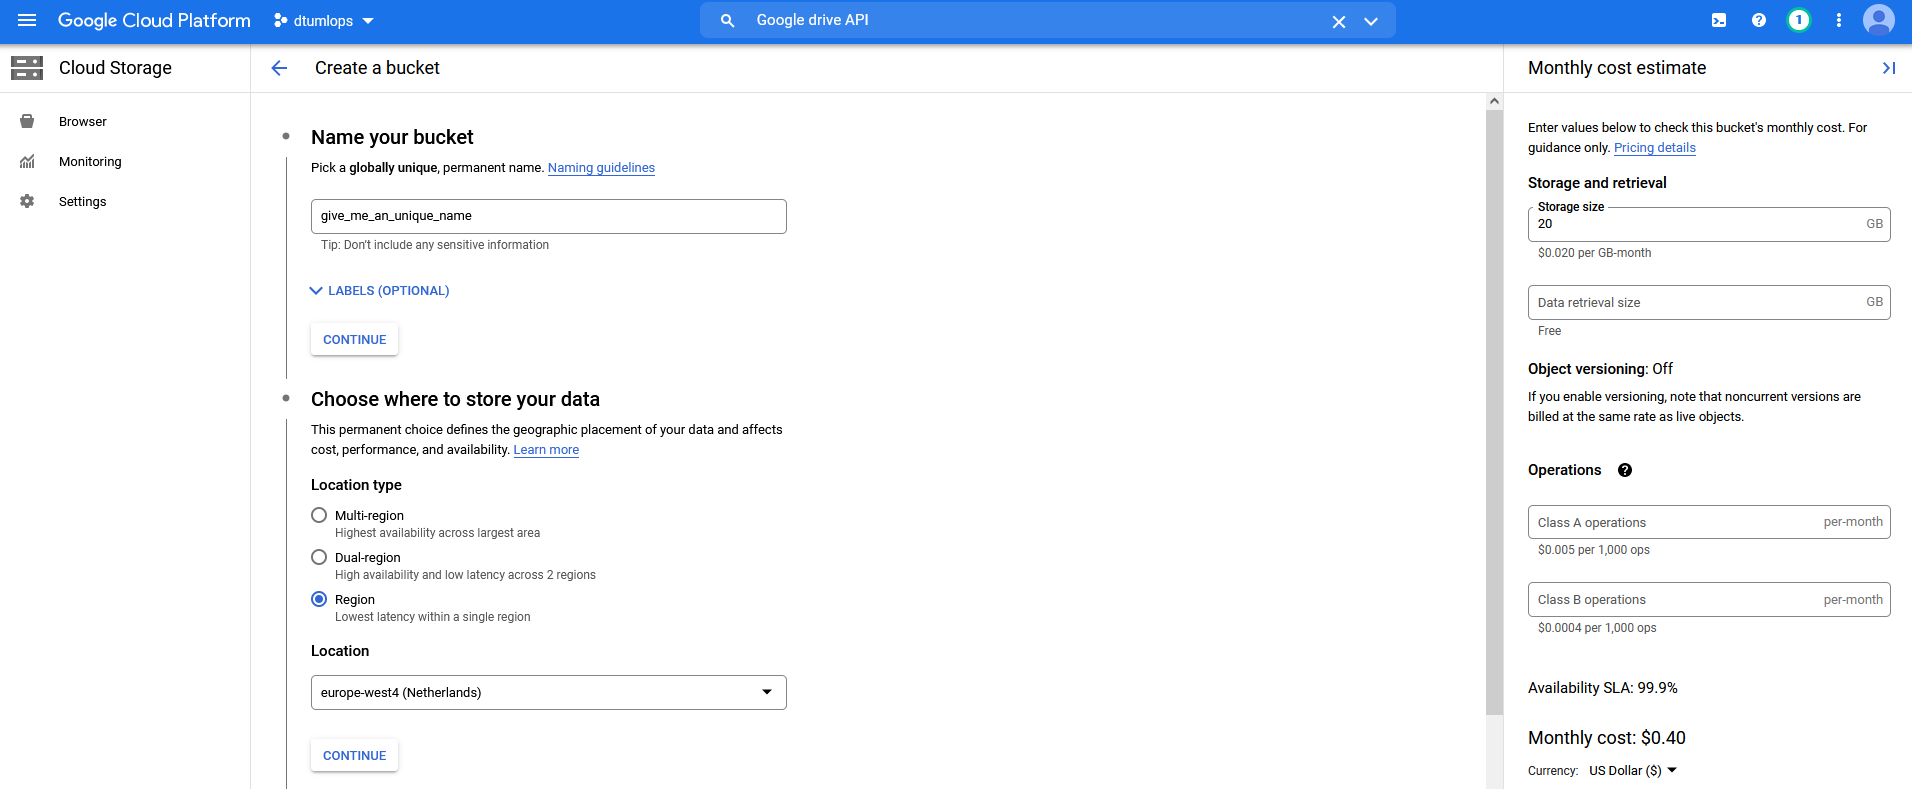 Google Cloud Platform
dtumlops
Google drive API
1
Cloud Storage
Browser
Monitoring
Settings
Create a bucket
Name your bucket
Pick a globally unique, permanent name. Naming guidelines
give_me_an_unique_name
Tip: Don't include any sensitive information
LABELS (OPTIONAL)
CONTINUE
Choose where to store your data
This permanent choice defines the geographic placement of your data and affects
cost, performance, and availability. Learn more
Location type
Multi-region
Highest availability across largest area
Dual-region
High availability and low latency across 2 regions
Region
Lowest latency within a single region
Location
europe-west4 (Netherlands)
CONTINUE
Monthly cost estimate
Enter values below to check this bucket's monthly cost. For
guidance only. Pricing details
Storage and retrieval
Storage size
20 GB
$0.020 per GB-month
Data retrieval size GB
Free
Object versioning: Off
If you enable versioning, note that noncurrent versions are
billed at the same rate as live objects.
Operations ?
Class A operations per-month
$0.005 per 1,000 ops
Class B operations per-month
$0.0004 per 1,000 ops
Availability SLA: 99.9%
Monthly cost: $0.40
Currency: US Dollar ($)